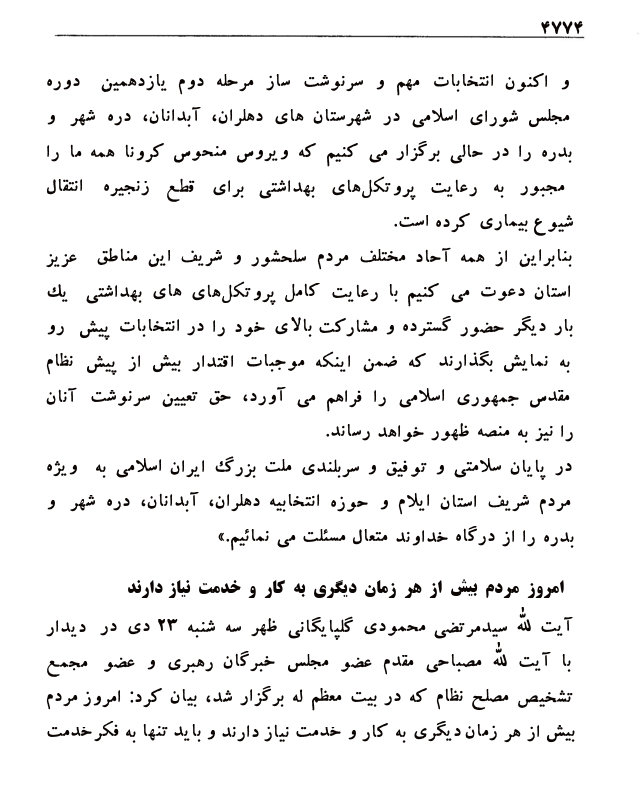 ۴۷۷۴
و اکنون انتخابات مهم و سرنوشت ساز مرحله دوم یازدهمین دوره
مجلس شورای اسلامی در شهرستان های دهلران، آبدانان، دره شهر و
بدره را در حالی برگزار می کنیم که ویروس منحوس کرونا همه ما را
مجبور به رعایت پروتکل‌های بهداشتی برای قطع زنجیره انتقال
شیوع بیماری کرده است.
بنابراین از همه آحاد مختلف مردم سلحشور و شریف این مناطق عزیز
استان دعوت می کنیم با رعایت کامل پروتکل‌های های بهداشتی یك
بار دیگر حضور گسترده و مشارکت بالای خود را در انتخابات پیش رو
به نمایش بگذارند که ضمن اینکه موجبات اقتدار بیش از پیش نظام
مقدس جمهوری اسلامی را فراهم می آورد، حق تعیین سرنوشت آنان
را نیز به منصه ظهور خواهد رساند.
در پایان سلامتی و توفیق و سربلندی ملت بزرگ ایران اسلامی به ویژه
مردم شریف استان ایلام و حوزه انتخابیه دهلران، آبدانان، دره شهر و
بدره را از درگاه خداوند متعال مسئلت می نمائیم.»
امروز مردم بیش از هر زمان دیگری به کار و خدمت نیاز دارند
آیت لله سیدمرتضی محمودی گلپایگانی ظهر سه شنبه ۲۳ دی در دیدار
با آیت لله مصباحی مقدم عضو مجلس خبرگان رهبری و عضو مجمع
تشخیص مصلح نظام که در بیت معظم له برگزار شد، بیان کرد: امروز مردم
بیش از هر زمان دیگری به کار و خدمت نیاز دارند و باید تنها به فکرخدمت